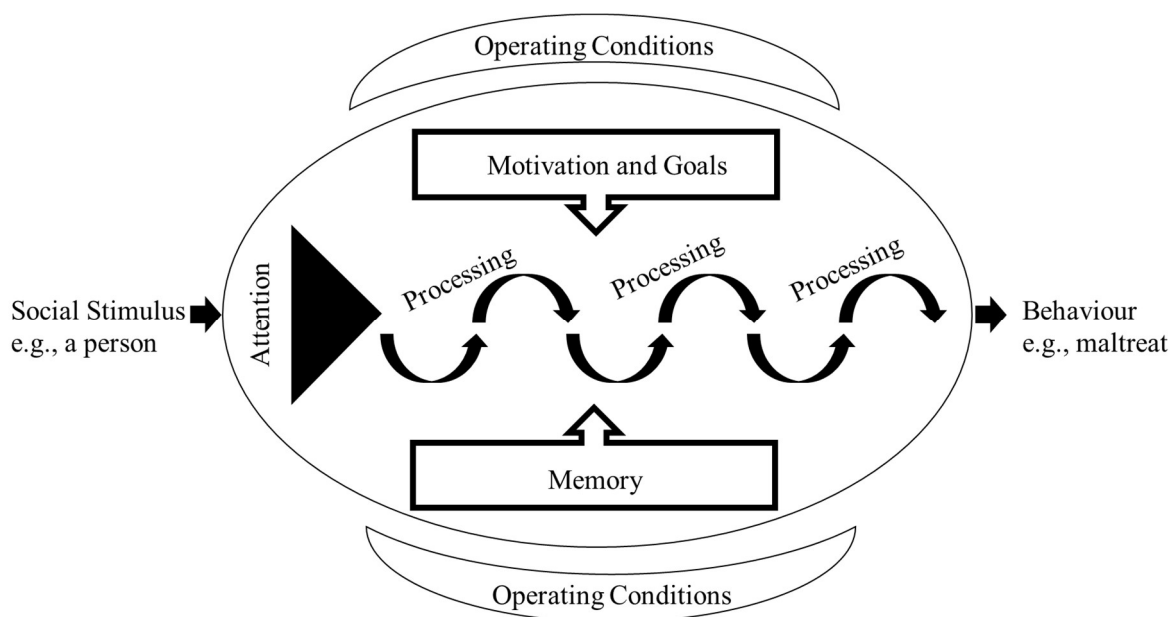 Operating Conditions
Motivation and Goals
Processing
Processing
Processing
Attention
Social Stimulus
e.g., a person
Behaviour
e.g., maltreat
Memory
Operating Conditions